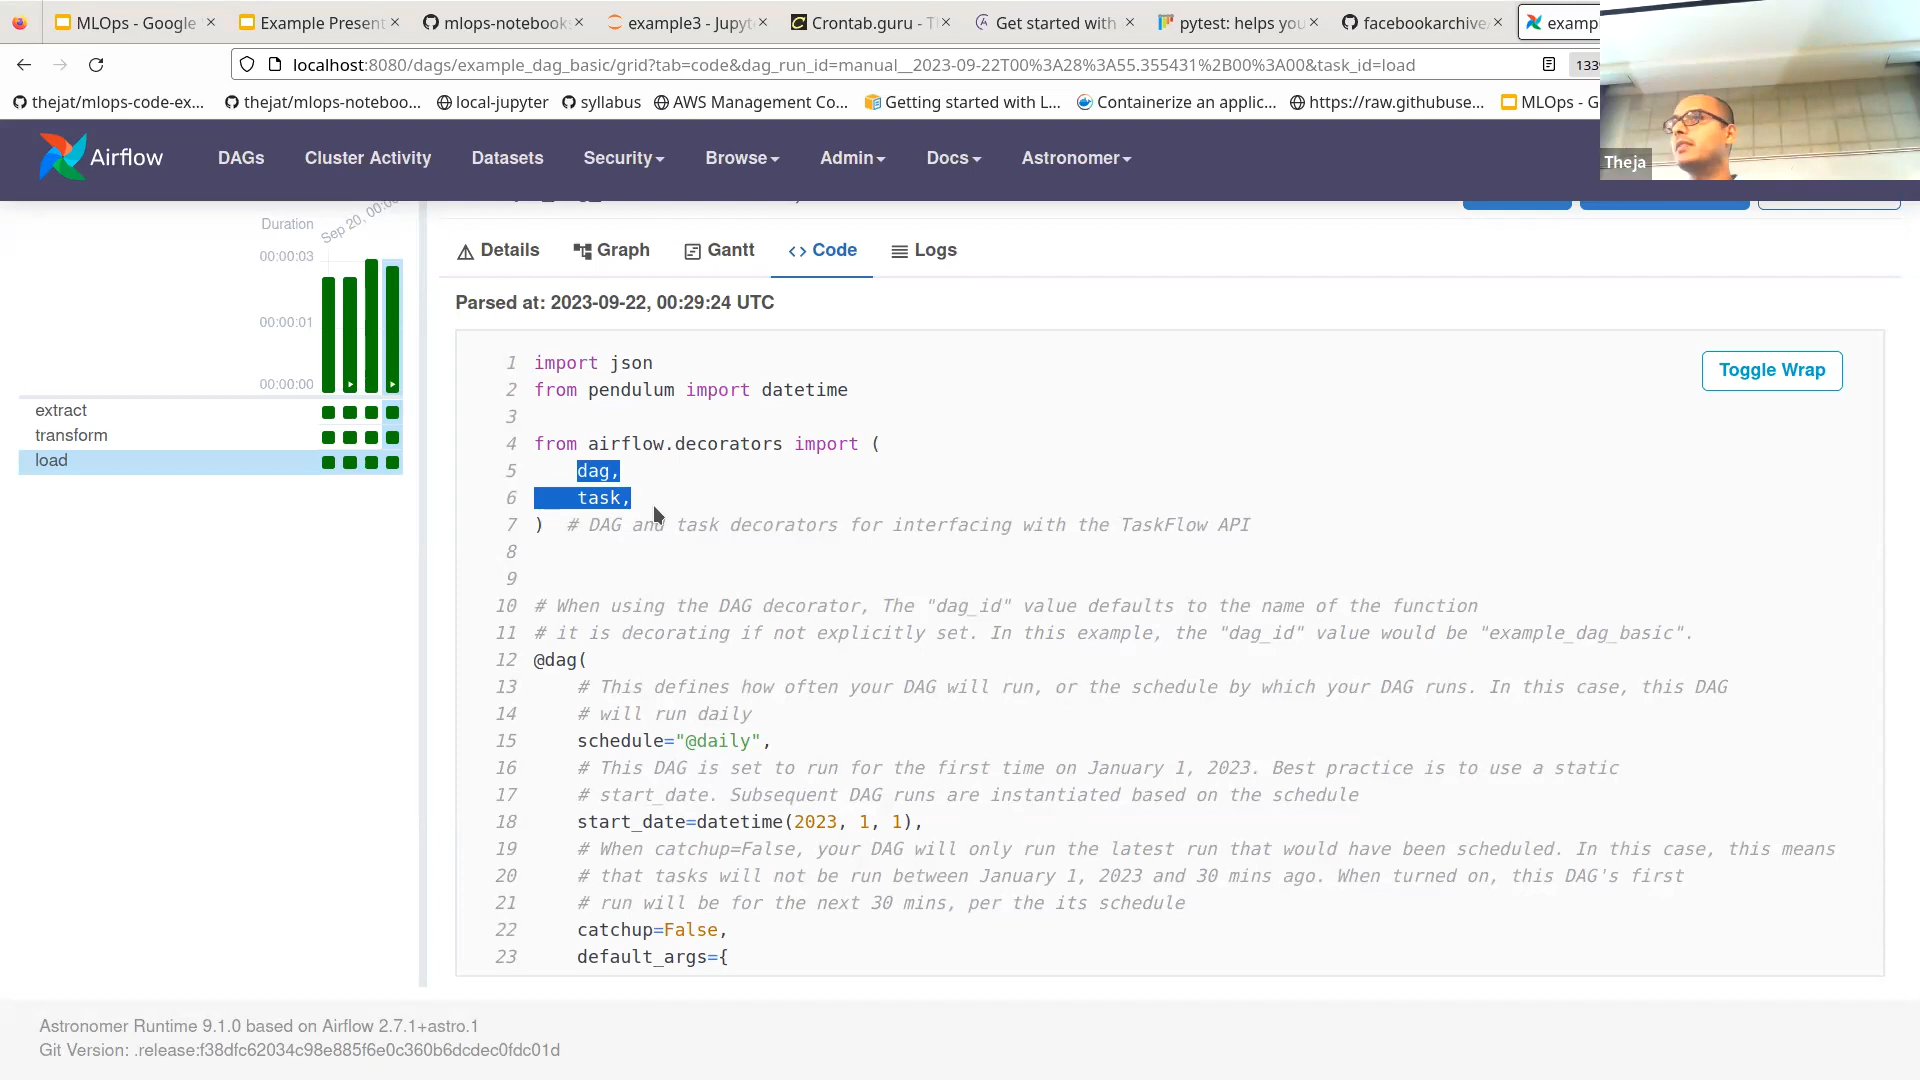 MLOps - Google
Example Present
mlops-notebook
example3 - Jupyt
Crontab.guru - T
Get started with
pytest: helps you
facebookarchive
examp
localhost:8080/dags/example_dag_basic/grid?tab=code&dag_run_id=manual__2023-09-22T00%3A28%3A55.355431%2B00%3A00&task_id=load
133
thejat/mlops-code-ex...
thejat/mlops-noteboo...
local-jupyter
syllabus
AWS Management Co...
Getting started with L...
Containerize an applic...
https://raw.githubuse...
MLOps - G
Theja
Airflow
DAGs
Cluster Activity
Datasets
Security
Browse
Admin
Docs
Astronomer
Duration
Sep 20, 00:
00:00:03
00:00:01
00:00:00
extract
transform
load
Details
Graph
Gantt
<> Code
Logs
Parsed at: 2023-09-22, 00:29:24 UTC
Toggle Wrap
1 import json
2 from pendulum import datetime
3
4 from airflow.decorators import (
5     dag,
6     task,
7 )  # DAG and task decorators for interfacing with the TaskFlow API
8
9
10 # When using the DAG decorator, The "dag_id" value defaults to the name of the function
11 # it is decorating if not explicitly set. In this example, the "dag_id" value would be "example_dag_basic".
12 @dag(
13     # This defines how often your DAG will run, or the schedule by which your DAG runs. In this case, this DAG
14     # will run daily
15     schedule="@daily",
16     # This DAG is set to run for the first time on January 1, 2023. Best practice is to use a static
17     # start_date. Subsequent DAG runs are instantiated based on the schedule
18     start_date=datetime(2023, 1, 1),
19     # When catchup=False, your DAG will only run the latest run that would have been scheduled. In this case, this means
20     # that tasks will not be run between January 1, 2023 and 30 mins ago. When turned on, this DAG's first
21     # run will be for the next 30 mins, per the its schedule
22     catchup=False,
23     default_args={
Astronomer Runtime 9.1.0 based on Airflow 2.7.1+astro.1
Git Version: .release:f38dfc62034c98e885f6e0c360b6dcdec0fdc01d